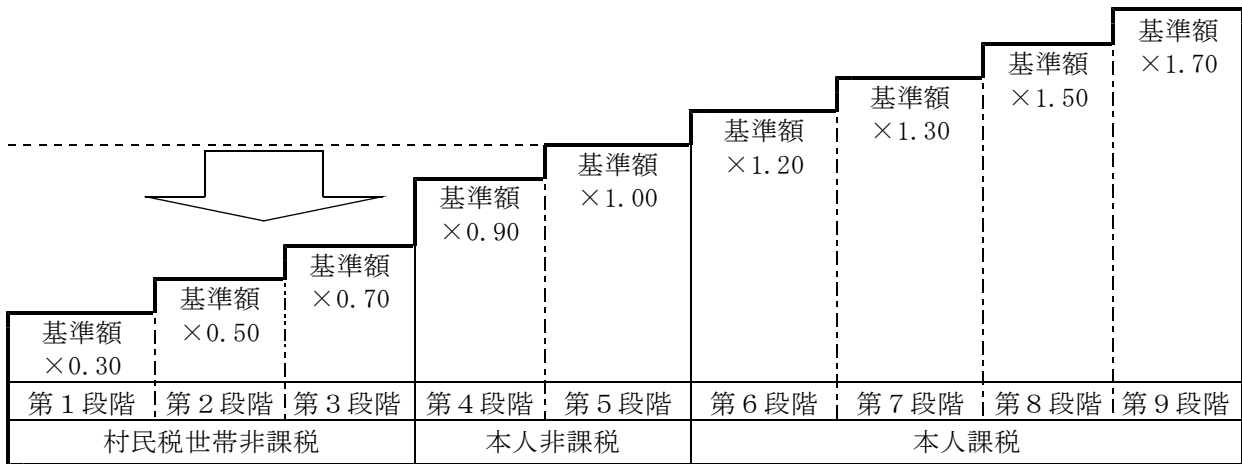 基準額
×0.30
基準額
×0.50
基準額
×0.70
基準額
×0.90
基準額
×1.00
基準額
×1.20
基準額
×1.30
基準額
×1.50
基準額
×1.70
第１段階
第２段階
第３段階
第４段階
第５段階
第６段階
第７段階
第８段階
第９段階
村民税世帯非課税
本人非課税
本人課税